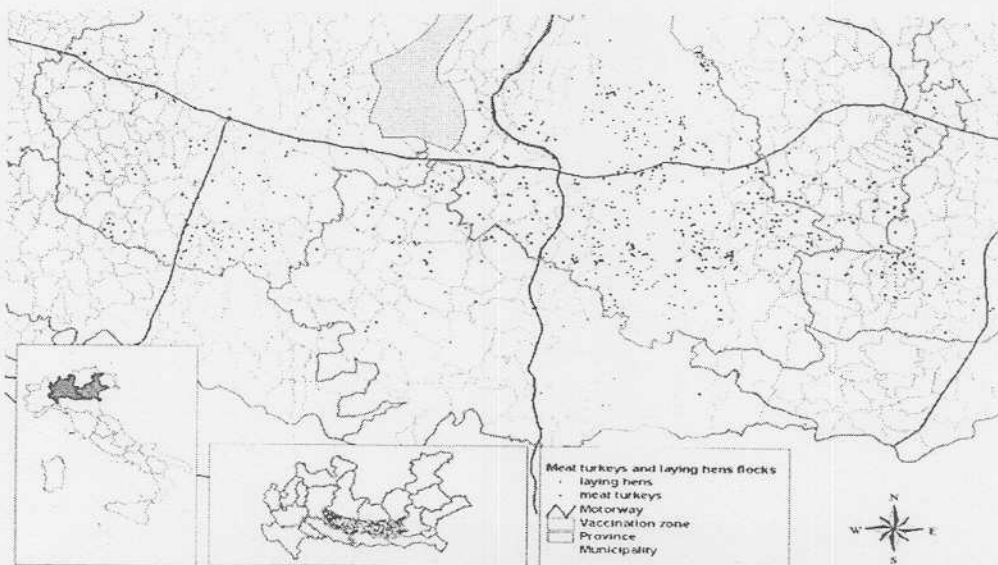 Meat turkeys and laying hens flocks
laying hens
meat turkeys
Motorway
Vaccination zone
Province
Municipality
N
W E
S